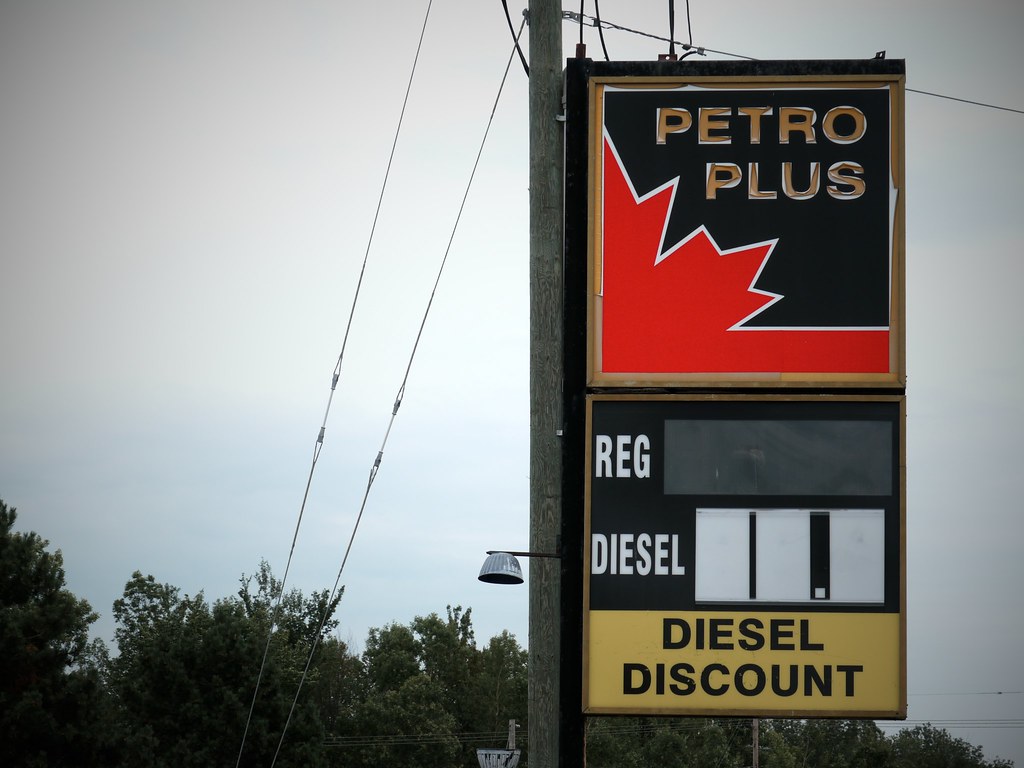 PETRO
PLUS
REG
DIESEL
DIESEL
DISCOUNT